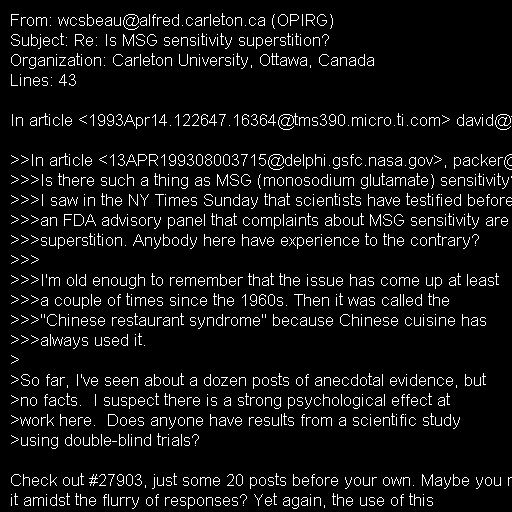 From: wcsbeau@alfred.carleton.ca (OPIRG)
Subject: Re: Is MSG sensitivity superstition?
Organization: Carleton University, Ottawa, Canada
Lines: 43

In article <1993Apr14.122647.16364@tms390.micro.ti.com> david@

>>In article <13APR199308003715@delphi.gsfc.nasa.gov>, packer@
>>>Is there such a thing as MSG (monosodium glutamate) sensitivity
>>>I saw in the NY Times Sunday that scientists have testified before
>>>an FDA advisory panel that complaints about MSG sensitivity are
>>>superstition. Anybody here have experience to the contrary?
>>>
>>>I'm old enough to remember that the issue has come up at least
>>>a couple of times since the 1960s. Then it was called the
>>>"Chinese restaurant syndrome" because Chinese cuisine has
>>>always used it.
>
>So far, I've seen about a dozen posts of anecdotal evidence, but
>no facts.  I suspect there is a strong psychological effect at
>work here.  Does anyone have results from a scientific study
>using double-blind trials?

Check out #27903, just some 20 posts before your own. Maybe you
it amidst the flurry of responses? Yet again, the use of this